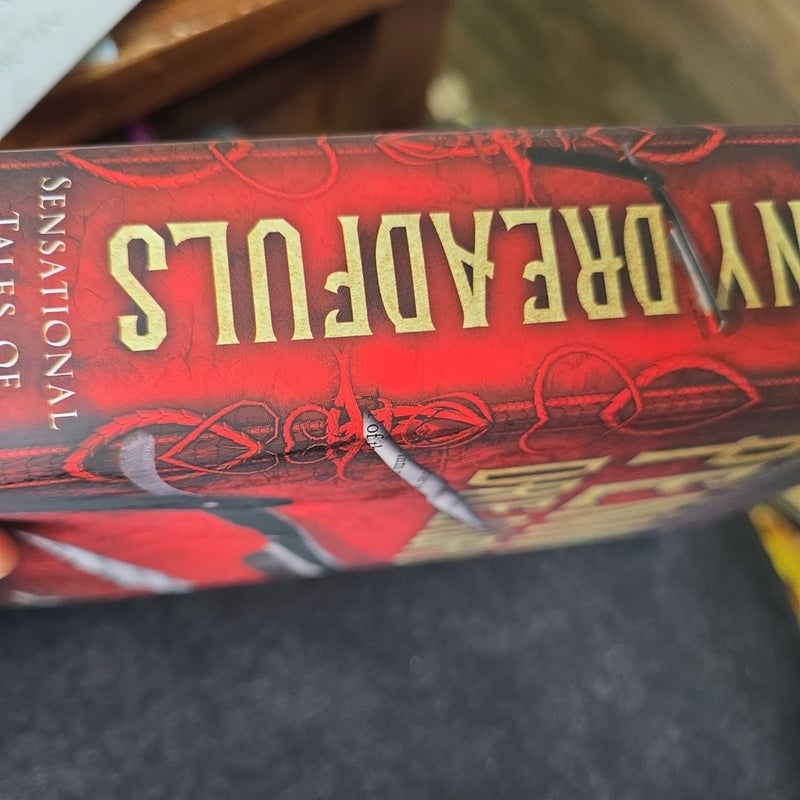 NY DREADFULS
SENSATIONAL
TALES OF